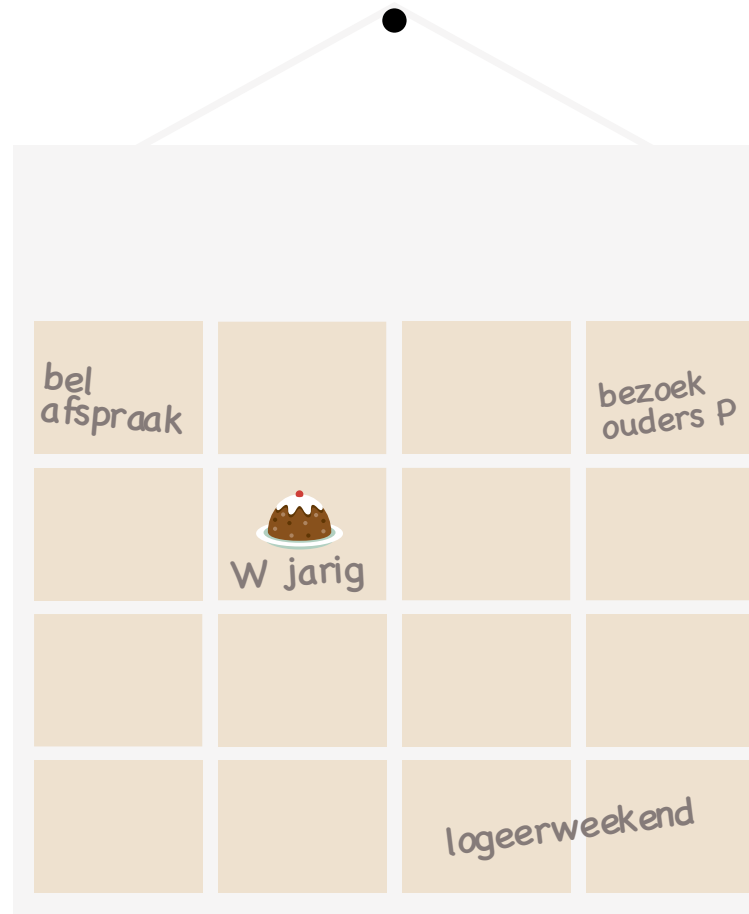 bel
afspraak
bezoek
ouders P
W jarig
logeerweekend